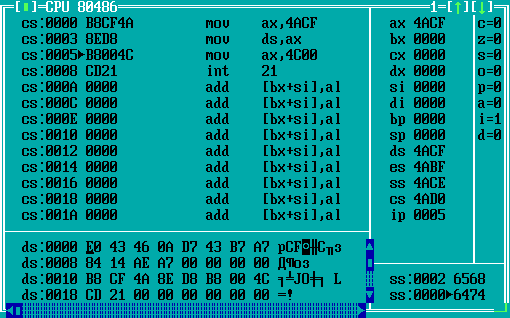 [■]=CPU 80486 1=[↑][↓]
cs:0000 B8CF4A mov ax,4ACF
cs:0003 8ED8 mov ds,ax
cs:0005►B8004C mov ax,4C00
cs:0008 CD21 int 21
cs:000A 0000 add [bx+si],al
cs:000C 0000 add [bx+si],al
cs:000E 0000 add [bx+si],al
cs:0010 0000 add [bx+si],al
cs:0012 0000 add [bx+si],al
cs:0014 0000 add [bx+si],al
cs:0016 0000 add [bx+si],al
cs:0018 0000 add [bx+si],al
cs:001A 0000 add [bx+si],al
ax 4ACF c=0
bx 0000 z=0
cx 0000 s=0
dx 0000 o=0
si 0000 p=0
di 0000 a=0
bp 0000 i=1
sp 0000 d=0
ds 4ACF
es 4ABF
ss 4ACE
cs 4AD0
ip 0005
ds:0000 E0 43 46 0A D7 43 B7 A7 рCF◙╫C╖з
ds:0008 84 14 AE A7 00 00 00 00 Д¶оз
ds:0010 B8 CF 4A 8E D8 B8 00 4C ╕╧JО╪╕ L
ds:0018 CD 21 00 00 00 00 00 00 ═!
ss:0002 6568
ss:0000►6474